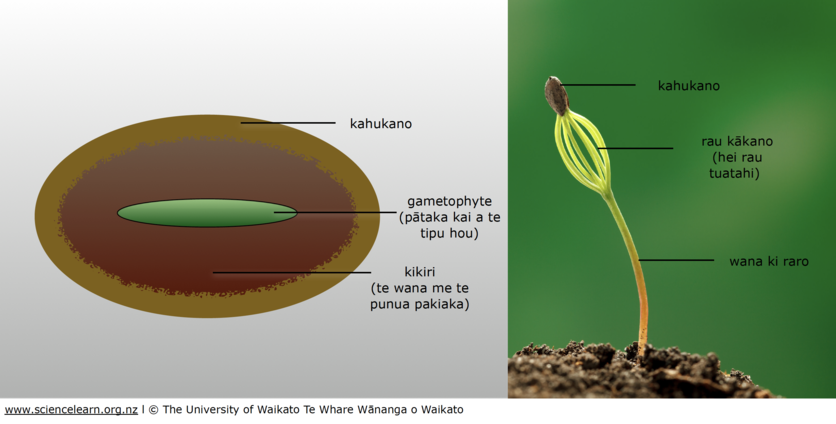 kahukano
gametophyte
(pātaka kai a te
tipu hou)
kikiri
(te wana me te
punua pakiaka)
kahukano
rau kākano
(hei rau
tuatahi)
wana ki raro
www.sciencelearn.org.nz l © The University of Waikato Te Whare Wānanga o Waikato